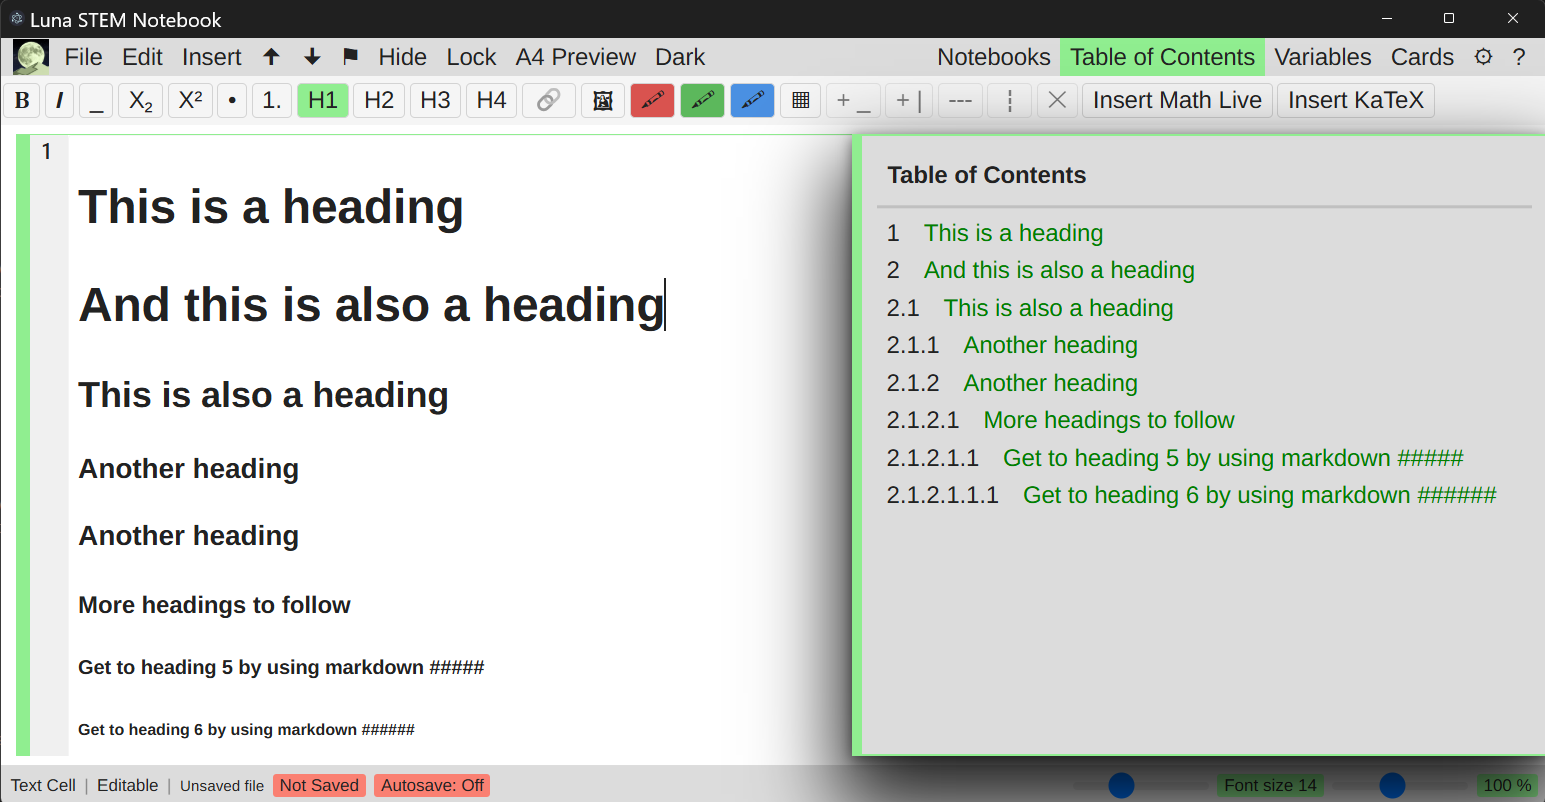 Luna STEM Notebook
File Edit Insert Hide Lock A4 Preview Dark Notebooks Table of Contents Variables Cards ?
B I _ X₂ X² • 1. H1 H2 H3 H4 + _ + | --- ¦ Insert Math Live Insert KaTeX
1
This is a heading
And this is also a heading
This is also a heading
Another heading
Another heading
More headings to follow
Get to heading 5 by using markdown #####
Get to heading 6 by using markdown ######
Table of Contents
1 This is a heading
2 And this is also a heading
2.1 This is also a heading
2.1.1 Another heading
2.1.2 Another heading
2.1.2.1 More headings to follow
2.1.2.1.1 Get to heading 5 by using markdown #####
2.1.2.1.1.1 Get to heading 6 by using markdown ######
Text Cell | Editable | Unsaved file Not Saved Autosave: Off Font size 14 100 %